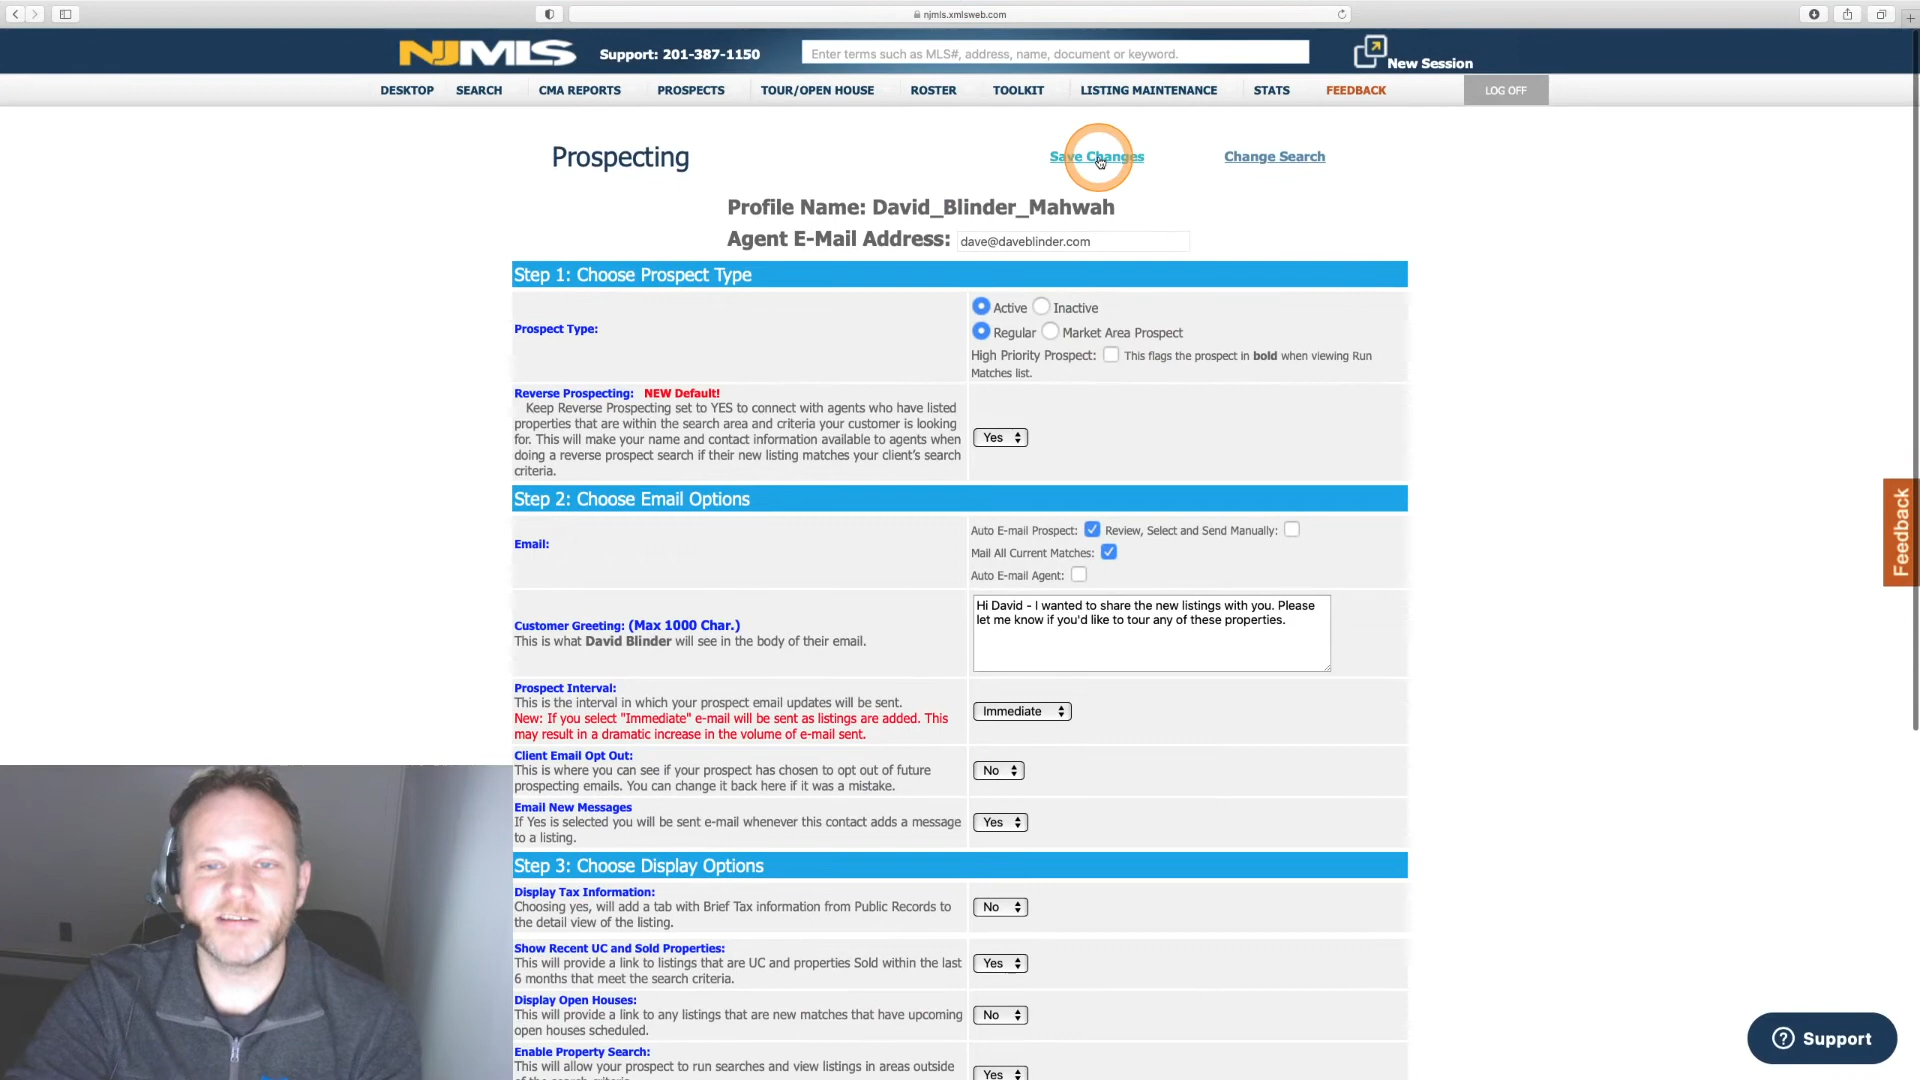 njmls.xmlsweb.com
NJMLS
Support: 201-387-1150
Enter terms such as MLS#, address, name, document or keyword.
New Session
DESKTOP SEARCH CMA REPORTS PROSPECTS TOUR/OPEN HOUSE ROSTER TOOLKIT LISTING MAINTENANCE STATS FEEDBACK LOG OFF
Prospecting Save Changes Change Search
Profile Name: David_Blinder_Mahwah
Agent E-Mail Address: dave@daveblinder.com
Step 1: Choose Prospect Type
Prospect Type:
Active Inactive
Regular Market Area Prospect
High Priority Prospect: This flags the prospect in bold when viewing Run
Matches list.
Reverse Prospecting: NEW Default!
Keep Reverse Prospecting set to YES to connect with agents who have listed
properties that are within the search area and criteria your customer is looking
for. This will make your name and contact information available to agents when
doing a reverse prospect search if their new listing matches your client's search
criteria.
Yes
Step 2: Choose Email Options
Email:
Auto E-mail Prospect: Review, Select and Send Manually:
Mail All Current Matches:
Auto E-mail Agent:
Customer Greeting: (Max 1000 Char.)
This is what David Blinder will see in the body of their email.
Hi David - I wanted to share the new listings with you. Please
let me know if you'd like to tour any of these properties.
Prospect Interval:
This is the interval in which your prospect email updates will be sent.
New: If you select "Immediate" e-mail will be sent as listings are added. This
may result in a dramatic increase in the volume of e-mail sent.
Immediate
Client Email Opt Out:
This is where you can see if your prospect has chosen to opt out of future
prospecting emails. You can change it back here if it was a mistake.
No
Email New Messages
If Yes is selected you will be sent e-mail whenever this contact adds a message
to a listing.
Yes
Step 3: Choose Display Options
Display Tax Information:
Choosing yes, will add a tab with Brief Tax information from Public Records to
the detail view of the listing.
No
Show Recent UC and Sold Properties:
This will provide a link to listings that are UC and properties Sold within the last
6 months that meet the search criteria.
Yes
Display Open Houses:
This will provide a link to any listings that are new matches that have upcoming
open houses scheduled.
No
Enable Property Search:
This will allow your prospect to run searches and view listings in areas outside
Yes
Feedback
Support